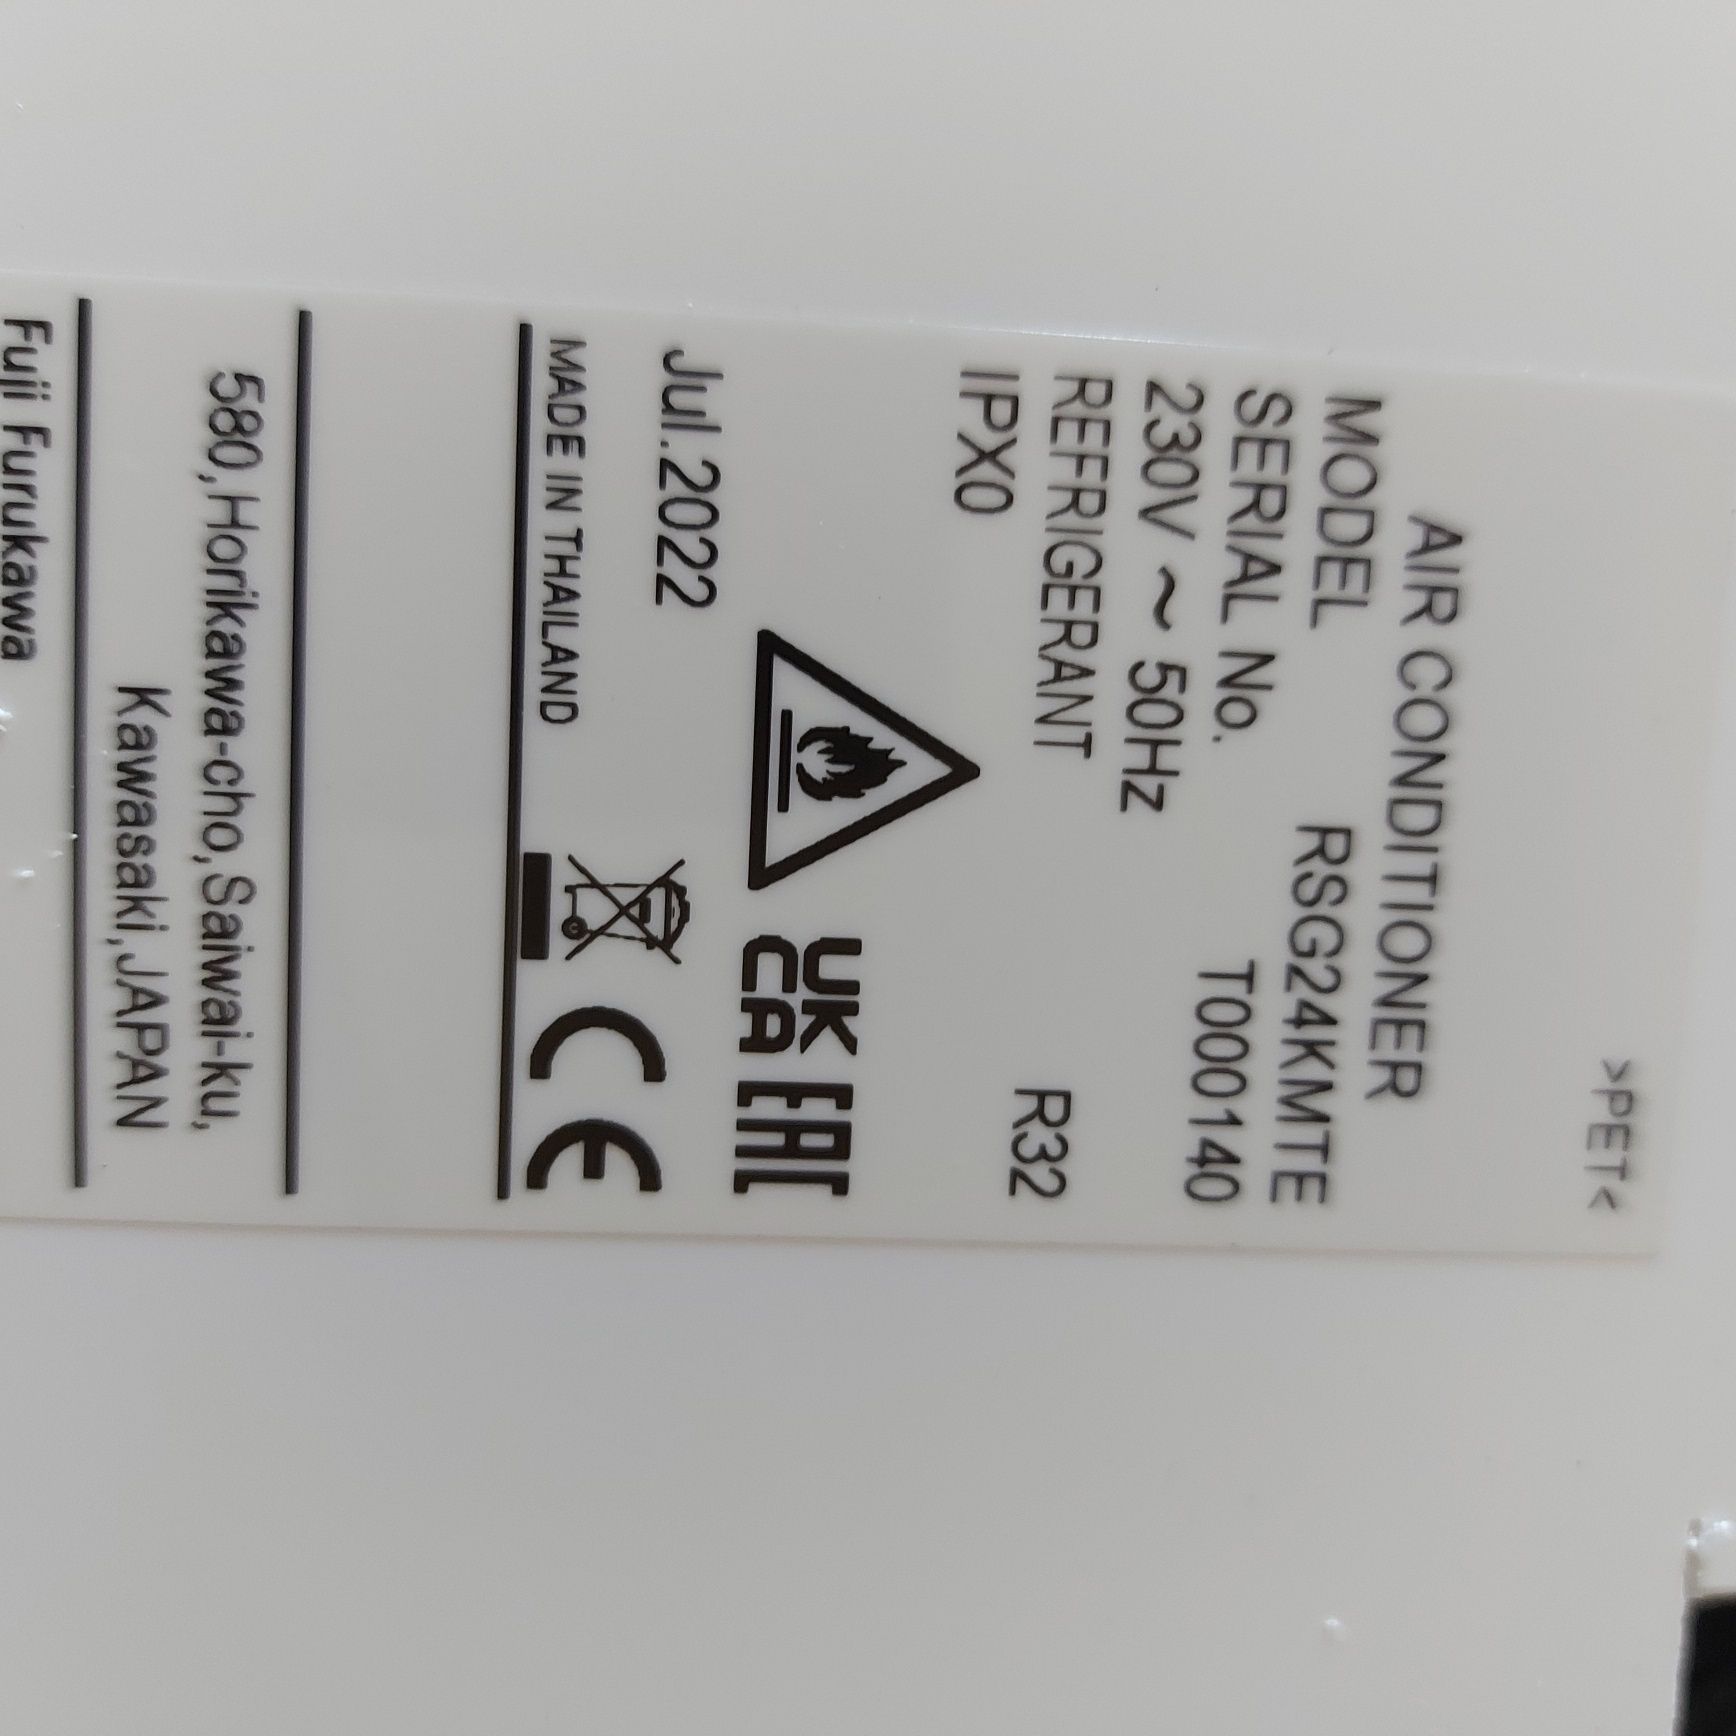 >PET<
AIR CONDITIONER
MODEL RSG24KMTE
SERIAL No. T000140
230V ~ 50Hz
REFRIGERANT R32
IPX0
UK
CA EAC
Jul.2022
MADE IN THAILAND CE
580,Horikawa-cho,Saiwai-ku,
Kawasaki,JAPAN
Fuji Furukawa